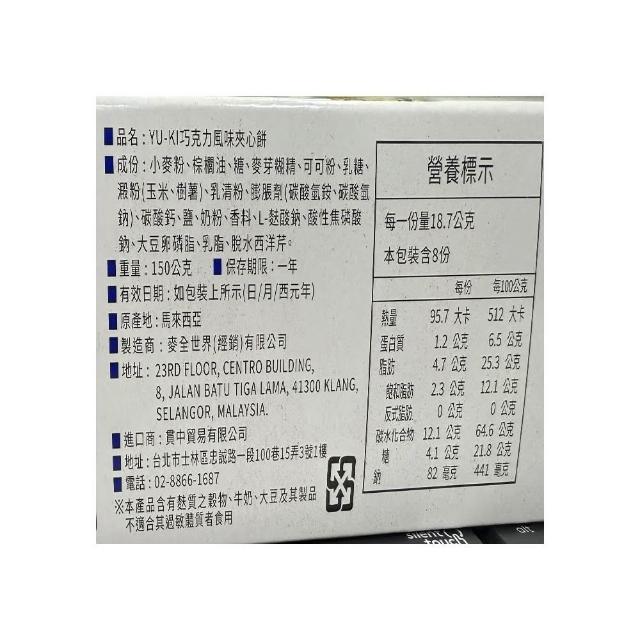 品名：YU-KI巧克力風味夾心餅
成份：小麥粉、棕櫚油、糖、麥芽糊精、可可粉、乳糖、
澱粉(玉米、樹薯)、乳清粉、膨脹劑(碳酸氫銨、碳酸氫
鈉)、碳酸鈣、鹽、奶粉、香料、L-麩酸鈉、酸性焦磷酸
鈉、大豆卵磷脂、乳脂、脫水西洋芹。
重量：150公克 保存期限：一年
有效日期：如包裝上所示(日/月/西元年)
原產地：馬來西亞
製造商：麥全世界(經銷)有限公司
地址：23RD FLOOR, CENTRO BUILDING,
8, JALAN BATU TIGA LAMA, 41300 KLANG,
SELANGOR, MALAYSIA.
進口商：貫中貿易有限公司
地址：台北市士林區忠誠路一段100巷15弄3號1樓
電話：02-8866-1687
※本產品含有麩質之穀物、牛奶、大豆及其製品
不適合其過敏體質者食用
營養標示
每一份量18.7公克
本包裝含8份
每份 每100公克
熱量 95.7 大卡 512 大卡
蛋白質 1.2 公克 6.5 公克
脂肪 4.7 公克 25.3 公克
飽和脂肪 2.3 公克 12.1 公克
反式脂肪 0 公克 0 公克
碳水化合物 12.1 公克 64.6 公克
糖 4.1 公克 21.8 公克
鈉 82 毫克 441 毫克
silent
touch
alt